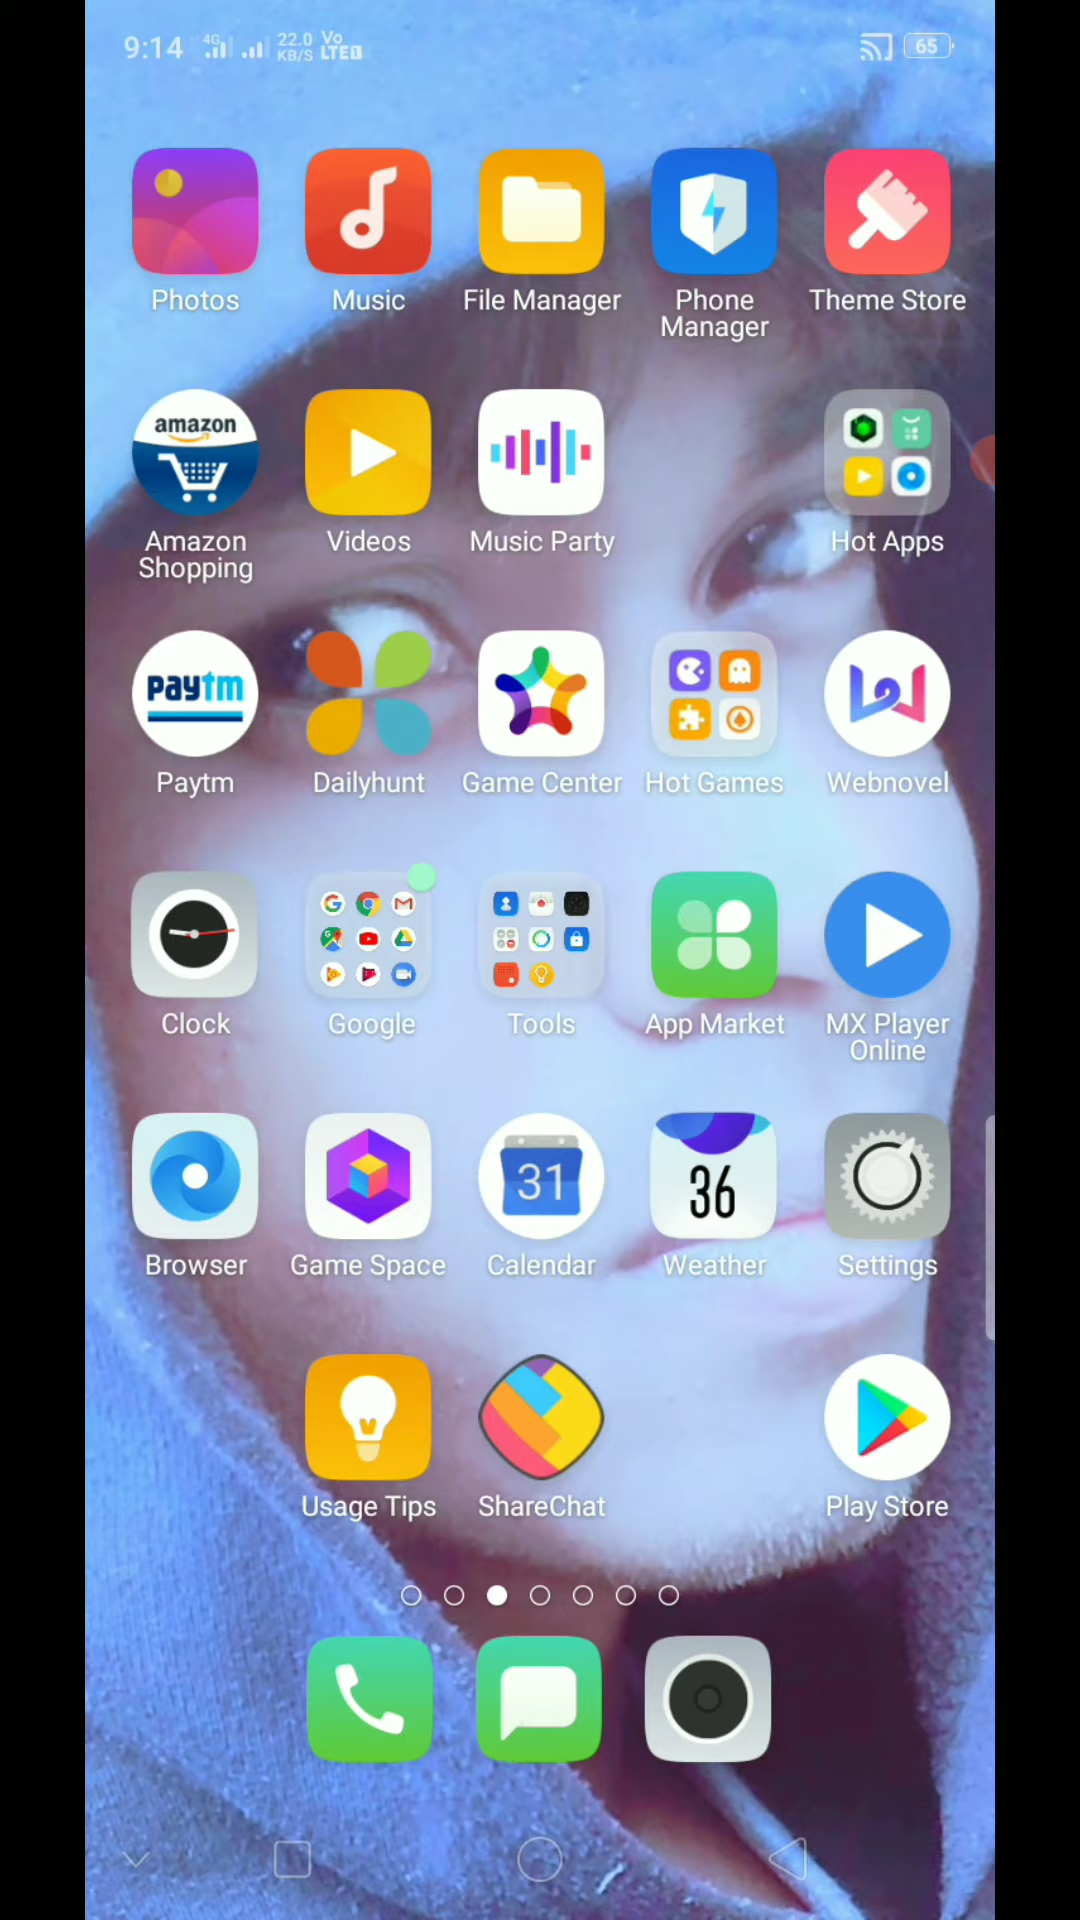 9:14 4G 22.0 KB/S Vo LTE1 65
Photos Music File Manager Phone Manager Theme Store
amazon
Amazon Shopping Videos Music Party Hot Apps
paytm
Paytm Dailyhunt Game Center Hot Games Webnovel
Clock Google Tools App Market MX Player Online
31 36
Browser Game Space Calendar Weather Settings
Usage Tips ShareChat Play Store